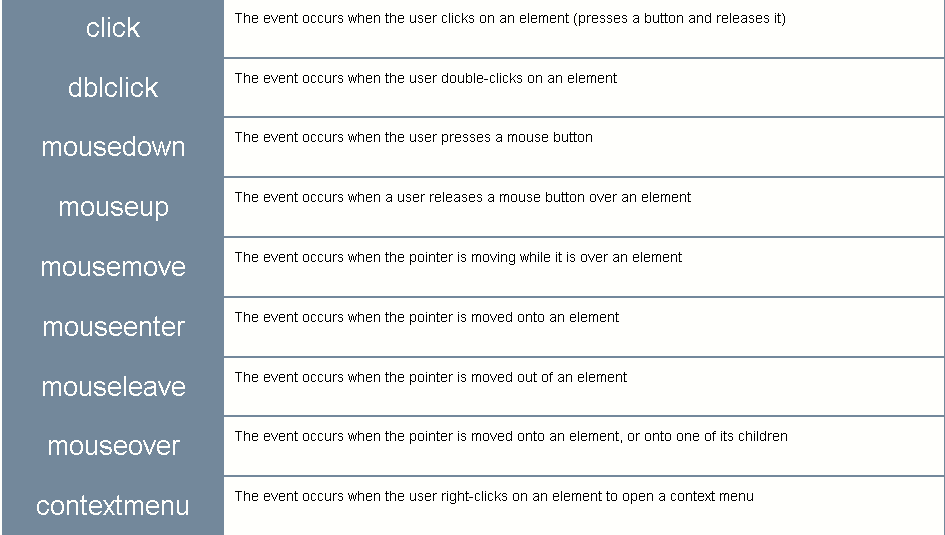 click
The event occurs when the user clicks on an element (presses a button and releases it)
dblclick
The event occurs when the user double-clicks on an element
mousedown
The event occurs when the user presses a mouse button
mouseup
The event occurs when a user releases a mouse button over an element
mousemove
The event occurs when the pointer is moving while it is over an element
mouseenter
The event occurs when the pointer is moved onto an element
mouseleave
The event occurs when the pointer is moved out of an element
mouseover
The event occurs when the pointer is moved onto an element, or onto one of its children
contextmenu
The event occurs when the user right-clicks on an element to open a context menu